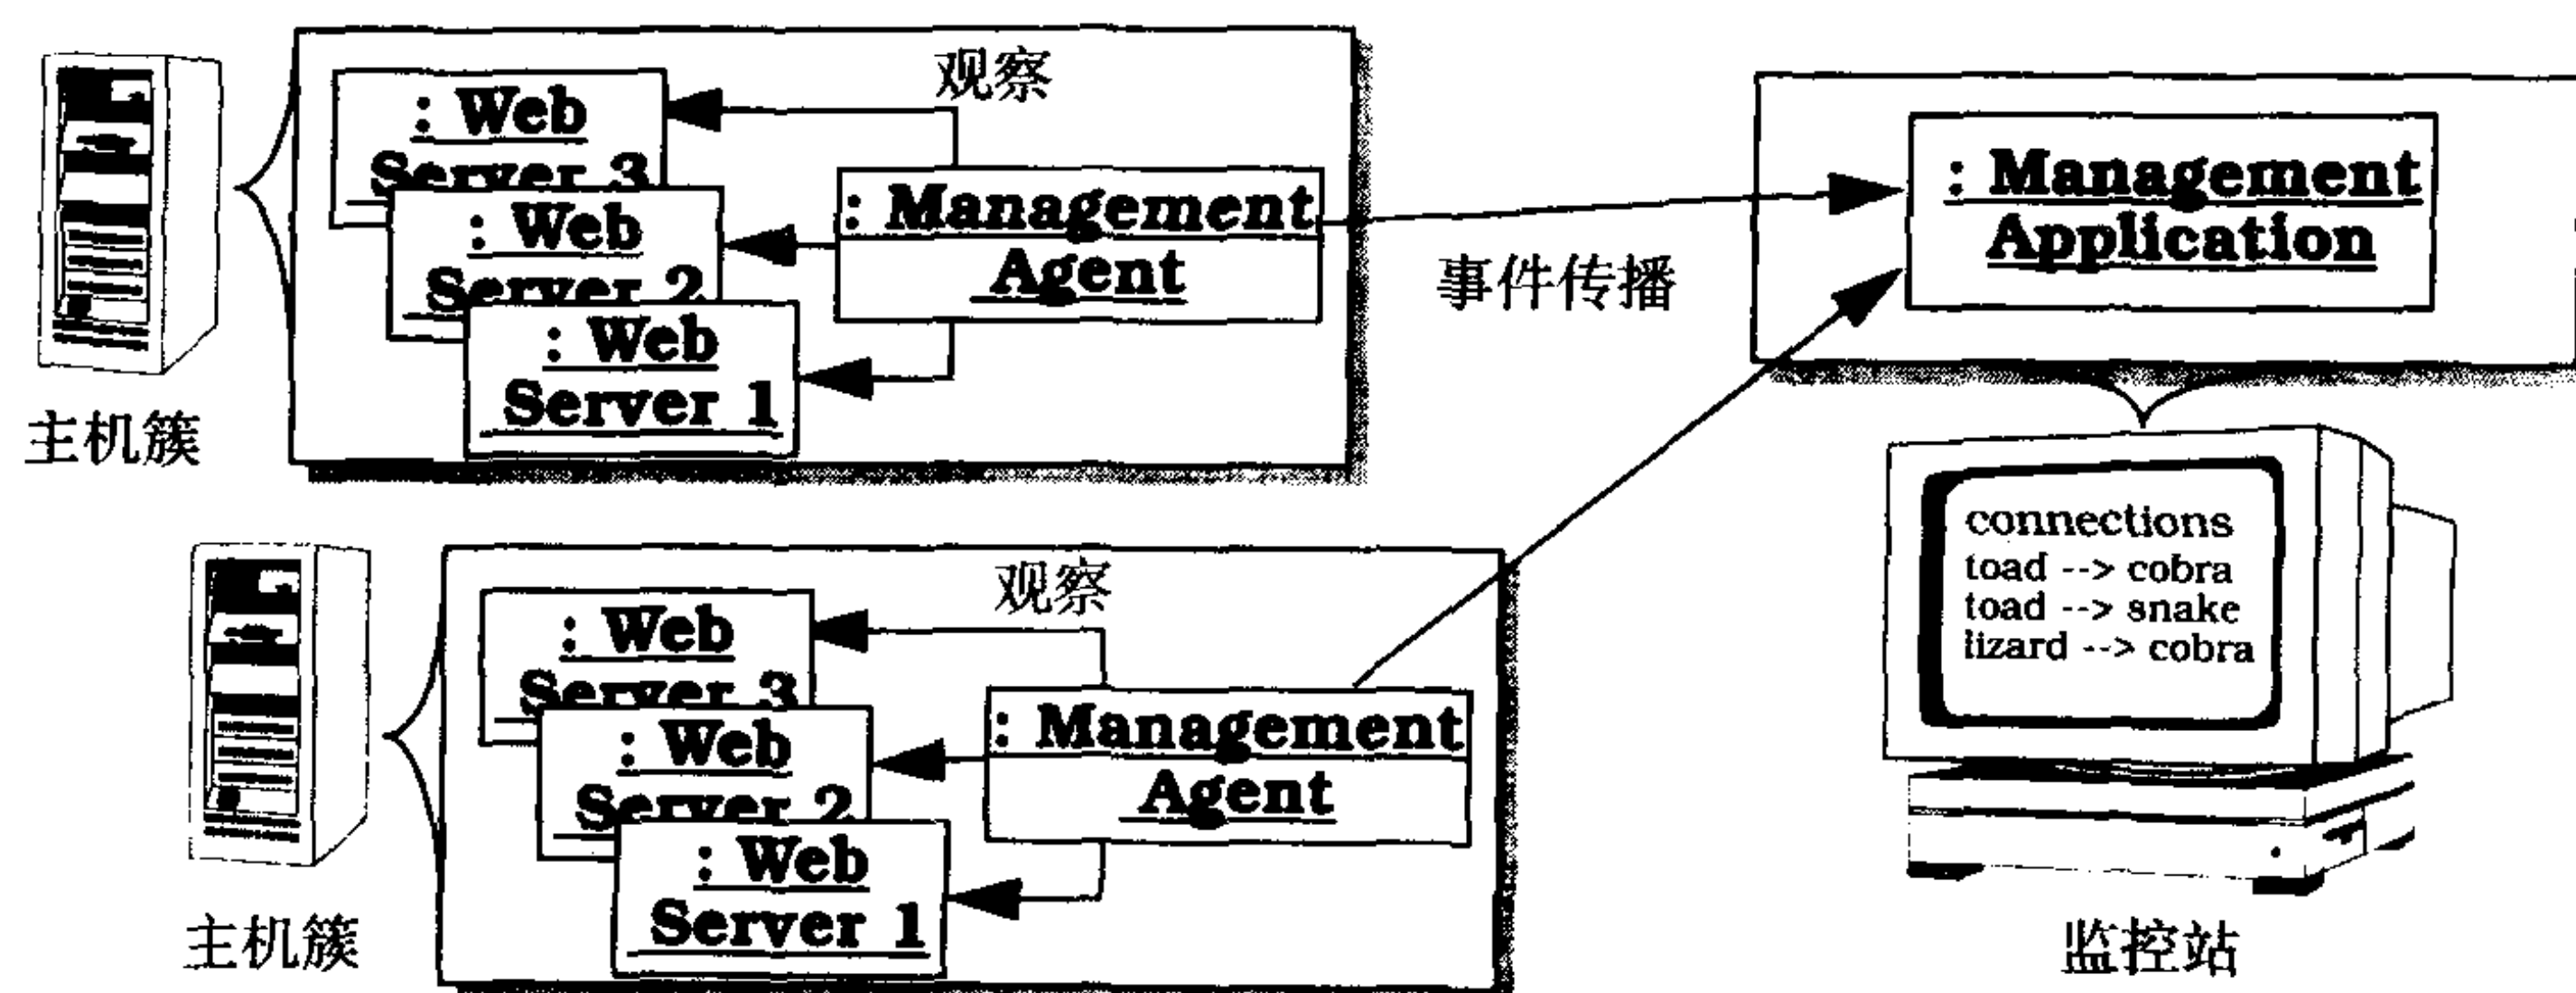 观察
: Web
Server 3
: Web
Server 2
: Web
Server 1
: Management
Agent
主机簇
事件传播
: Management
Application
观察
: Web
Server 3
: Web
Server 2
: Web
Server 1
: Management
Agent
主机簇
connections
toad --> cobra
toad --> snake
lizard --> cobra
监控站